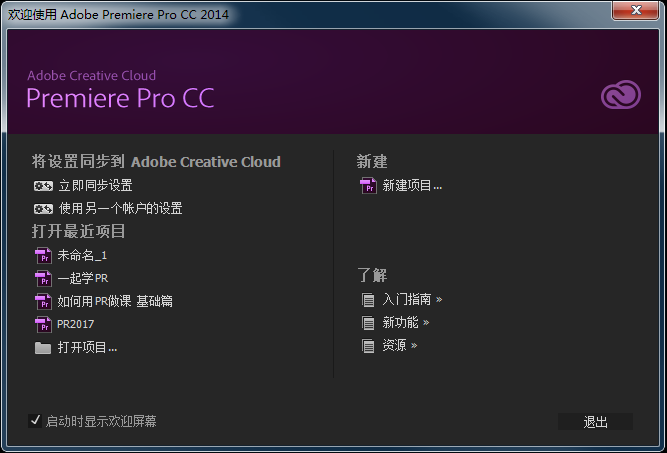 欢迎使用 Adobe Premiere Pro CC 2014
Adobe Creative Cloud
Premiere Pro CC
将设置同步到 Adobe Creative Cloud
立即同步设置
使用另一个帐户的设置
打开最近项目
Pr 未命名_1
Pr 一起学PR
Pr 如何用PR做课 基础篇
Pr PR2017
打开项目...
新建
Pr 新建项目...
了解
入门指南 »
新功能 »
资源 »
启动时显示欢迎屏幕
退出